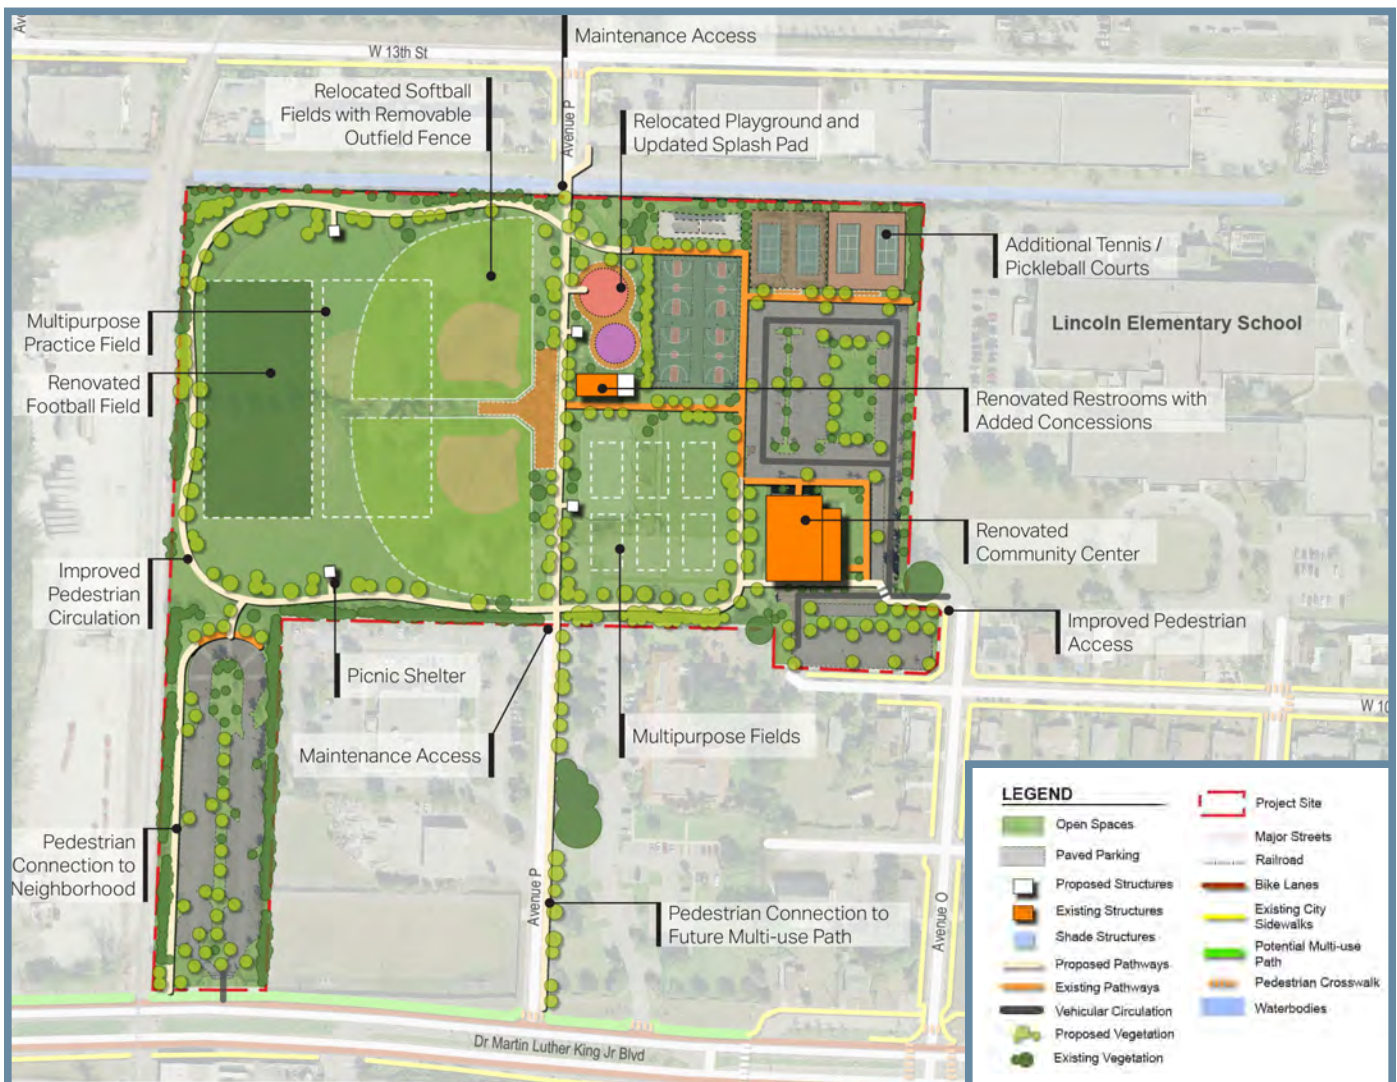 Av
W 13th St
Maintenance Access
Avenue P
Relocated Softball
Fields with Removable
Outfield Fence
Relocated Playground and
Updated Splash Pad
Additional Tennis /
Pickleball Courts
Lincoln Elementary School
Multipurpose
Practice Field
Renovated
Football Field
Renovated Restrooms with
Added Concessions
Renovated
Community Center
Improved
Pedestrian
Circulation
Improved Pedestrian
Access
Picnic Shelter
Multipurpose Fields
Maintenance Access
W 10
Pedestrian
Connection to
Neighborhood
Avenue P
Pedestrian Connection to
Future Multi-use Path
Avenue O
Dr Martin Luther King Jr Blvd
LEGEND
Open Spaces
Paved Parking
Proposed Structures
Existing Structures
Shade Structures
Proposed Pathways
Existing Pathways
Vehicular Circulation
Proposed Vegetation
Existing Vegetation
Project Site
Major Streets
Railroad
Bike Lanes
Existing City
Sidewalks
Potential Multi-use
Path
Pedestrian Crosswalk
Waterbodies